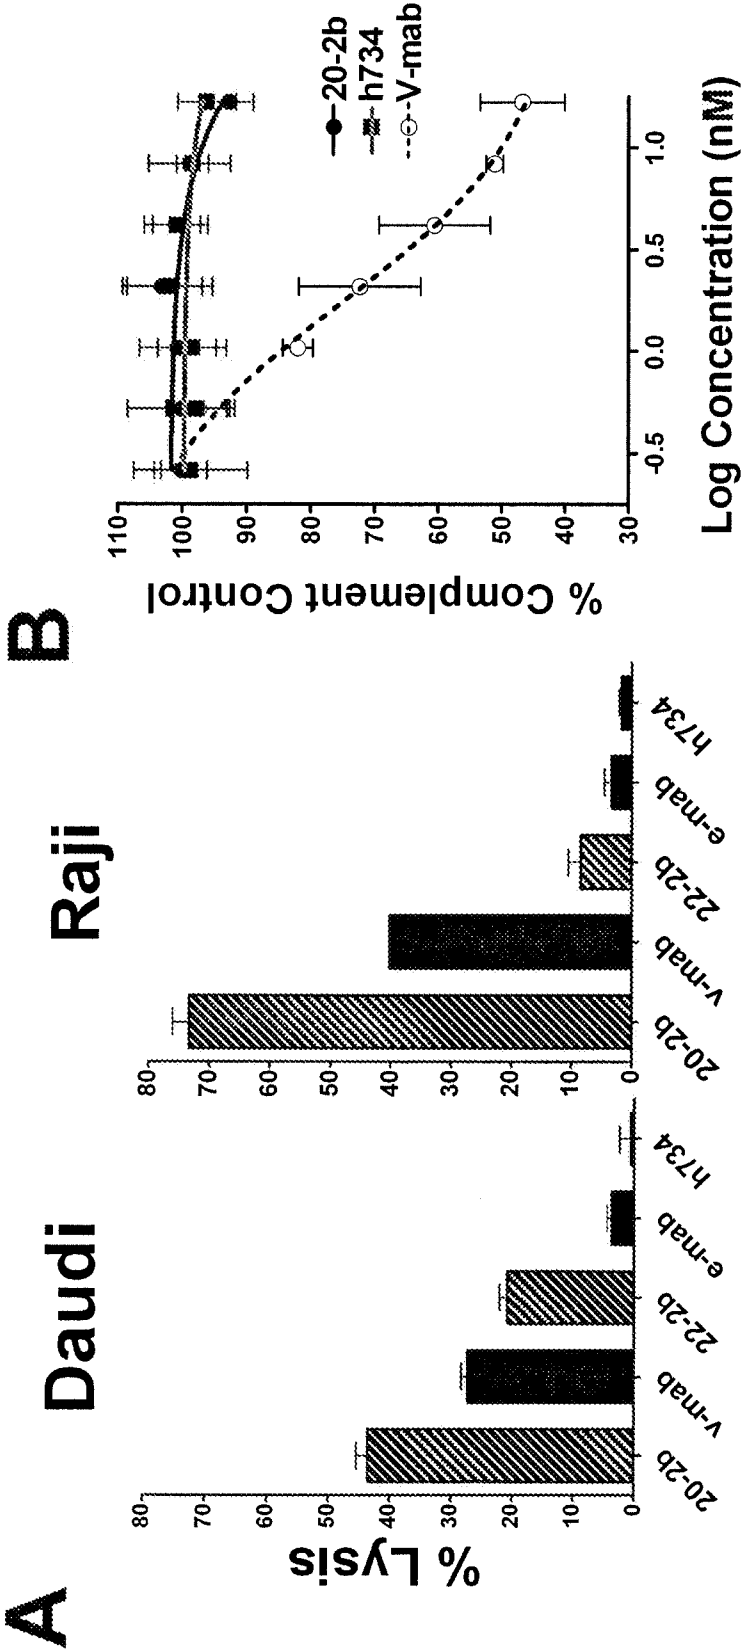 A
Daudi
% Lysis
80
70
60
50
40
30
20
10
0
20-2b
v-mab
22-2b
e-mab
h734
Raji
80
70
60
50
40
30
20
10
0
20-2b
v-mab
22-2b
e-mab
h734
B
% Complement Control
110
100
90
80
70
60
50
40
30
-0.5
0.0
0.5
1.0
Log Concentration (nM)
20-2b
h734
V-mab